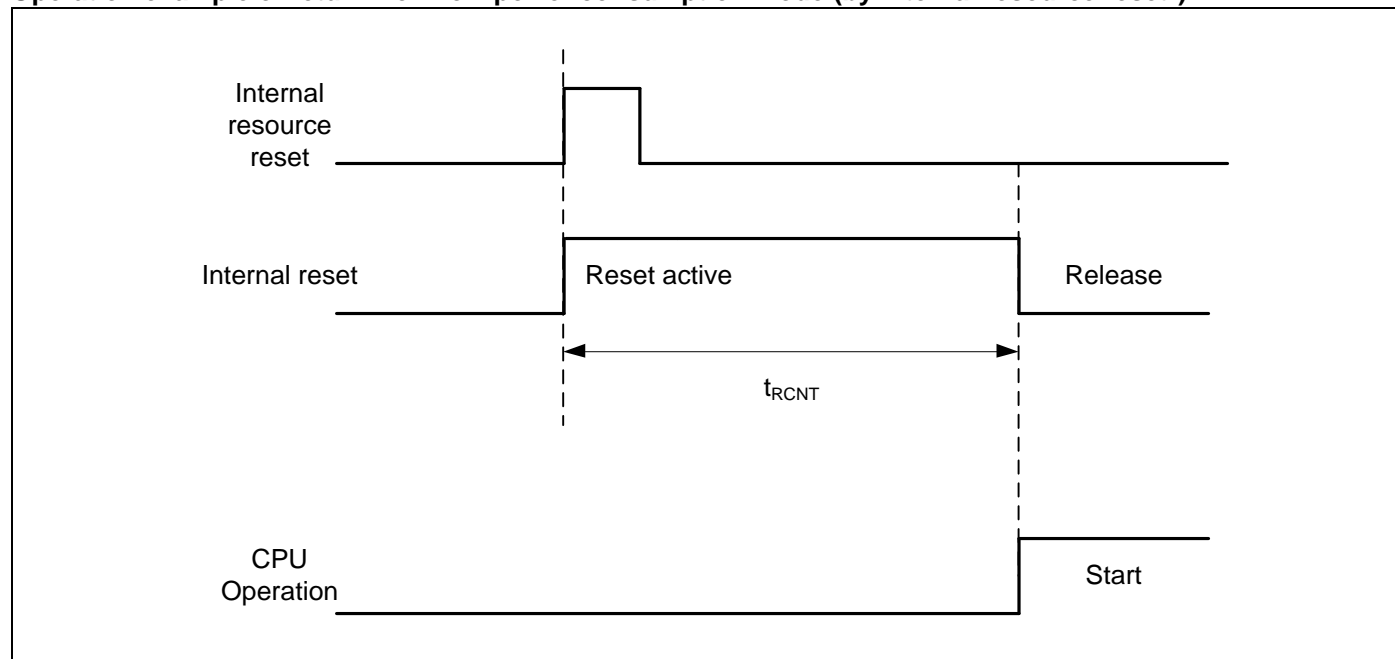 Internal
resource
reset
Internal reset
Reset active
Release
tRCNT
CPU
Operation
Start